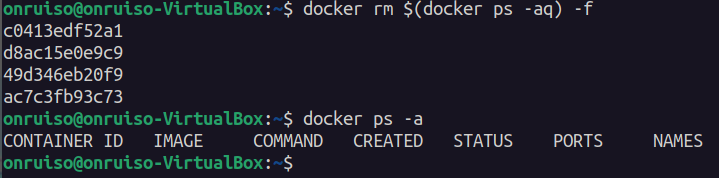 onruiso@onruiso-VirtualBox:~$ docker rm $(docker ps -aq) -f
c0413edf52a1
d8ac15e0e9c9
49d346eb20f9
ac7c3fb93c73
onruiso@onruiso-VirtualBox:~$ docker ps -a
CONTAINER ID   IMAGE     COMMAND   CREATED   STATUS    PORTS     NAMES
onruiso@onruiso-VirtualBox:~$